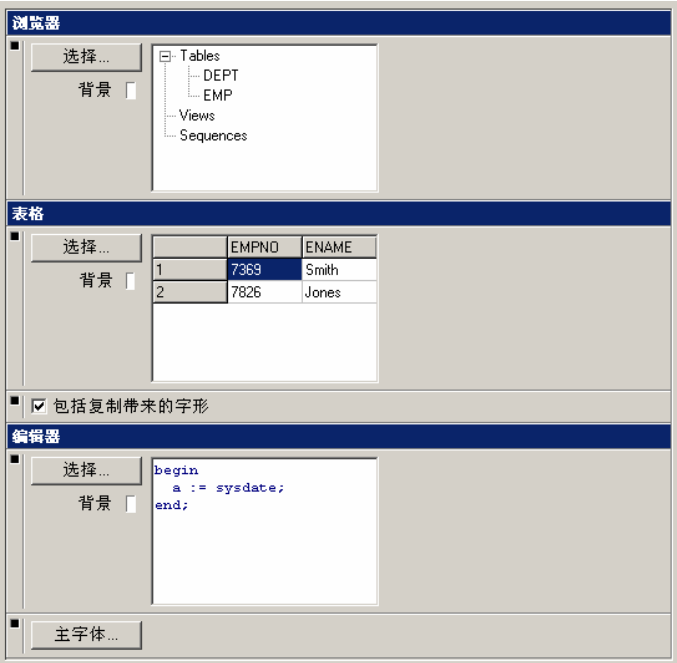 浏览器
选择...
背景
Tables
DEPT
EMP
Views
Sequences
表格
选择...
背景
EMPNO ENAME
1 7369 Smith
2 7826 Jones
包括复制带来的字形
编辑器
选择...
背景
begin
a := sysdate;
end;
主字体...